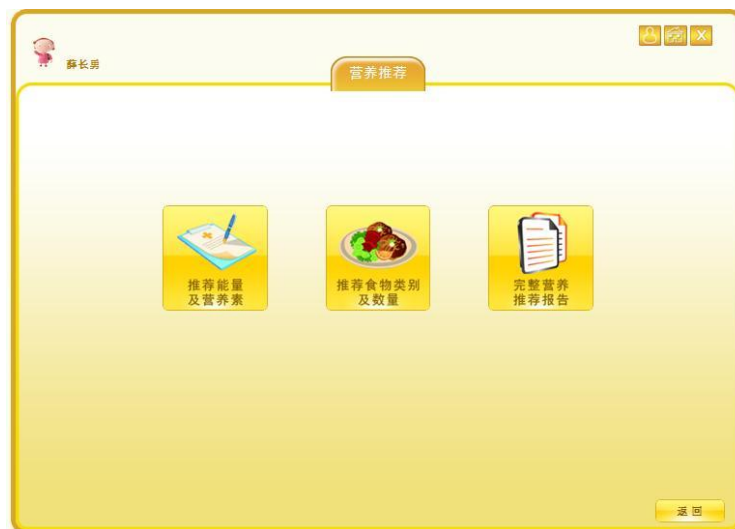 薛长男
营养推荐
推荐能量
及营养素
推荐食物类别
及数量
完整营养
推荐报告
返回